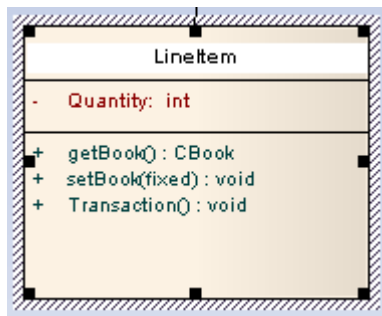 LineItem
- Quantity: int
+ getBook() : CBook
+ setBook(fixed) : void
+ Transaction() : void